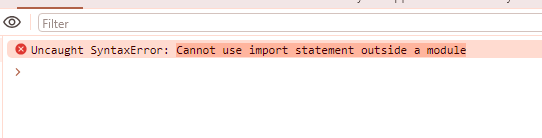 Filter
Uncaught SyntaxError: Cannot use import statement outside a module